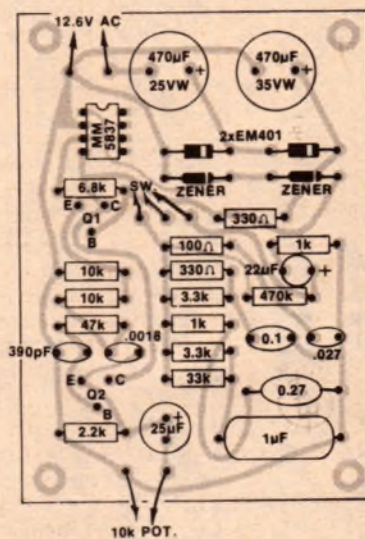 12.6V AC
470µF
25VW
+
470µF
35VW
+
MM
5837
2xEM401
ZENER
ZENER
6.8k
SW
E
C
Q1
B
330Ω
100Ω
1k
10k
330Ω
22µF
+
10k
3.3k
470k
47k
1k
390pF
.0018
3.3k
0.1
.027
E
C
33k
0.27
Q2
B
2.2k
25µF
+
1µF
10k POT.